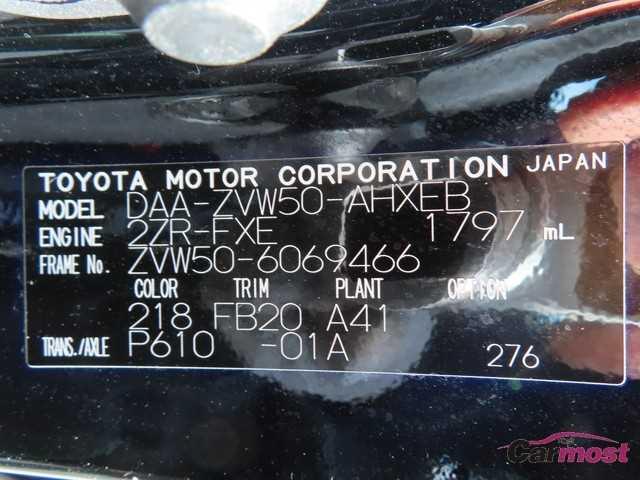 TOYOTA MOTOR CORPORATION JAPAN
MODEL DAA-ZVW50-AHXEB
ENGINE 2ZR-FXE 1797 mL
FRAME No. ZVW50-6069466
COLOR TRIM PLANT OPTION
218 FB20 A41
TRANS./AXLE P610 -01A 276
Carmost